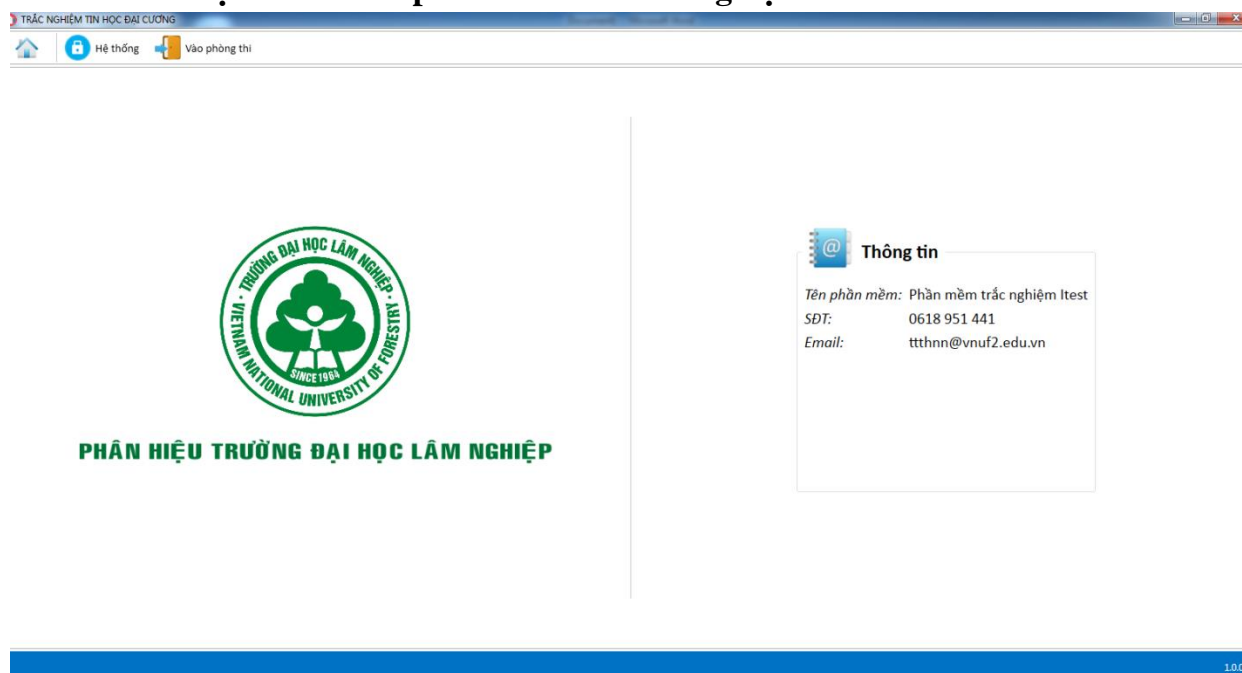 TRẮC NGHIỆM TIN HỌC ĐẠI CƯƠNG
Hệ thống Vào phòng thi
TRƯỜNG ĐẠI HỌC LÂM NGHIỆP
VIETNAM NATIONAL UNIVERSITY OF FORESTRY
SINCE 1964
PHÂN HIỆU TRƯỜNG ĐẠI HỌC LÂM NGHIỆP
Thông tin
Tên phần mềm: Phần mềm trắc nghiệm Itest
SĐT: 0618 951 441
Email: ttthnn@vnuf2.edu.vn
1.0.0